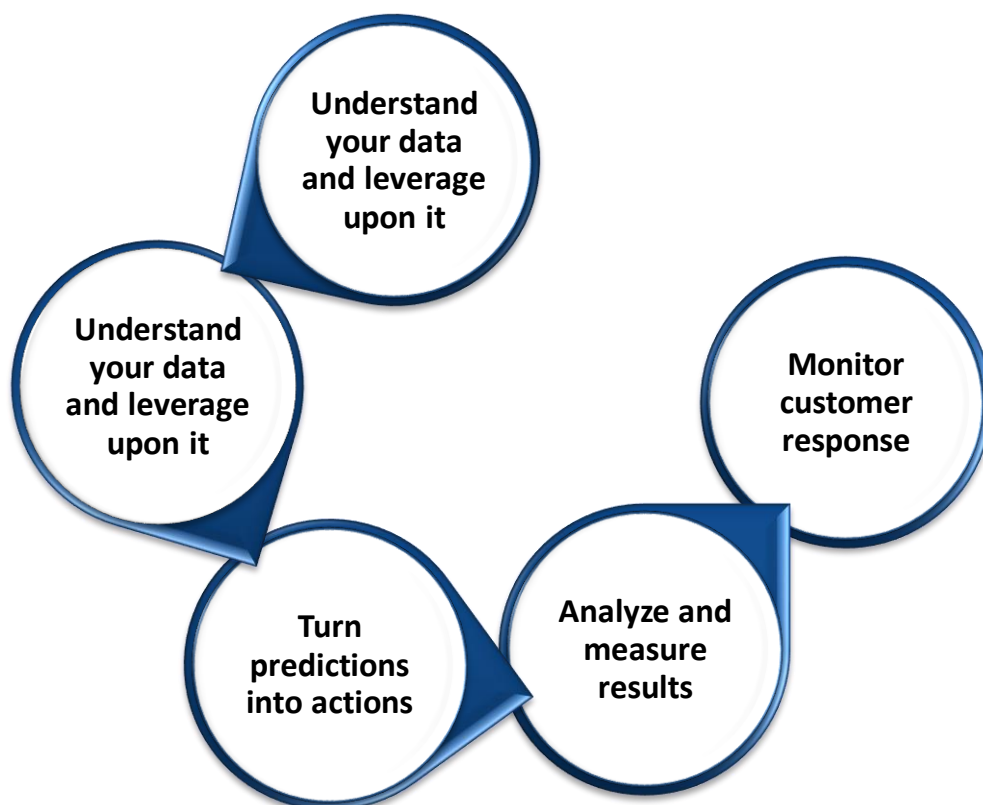 Understand
your data
and leverage
upon it
Understand
your data
and leverage
upon it
Turn
predictions
into actions
Analyze and
measure
results
Monitor
customer
response